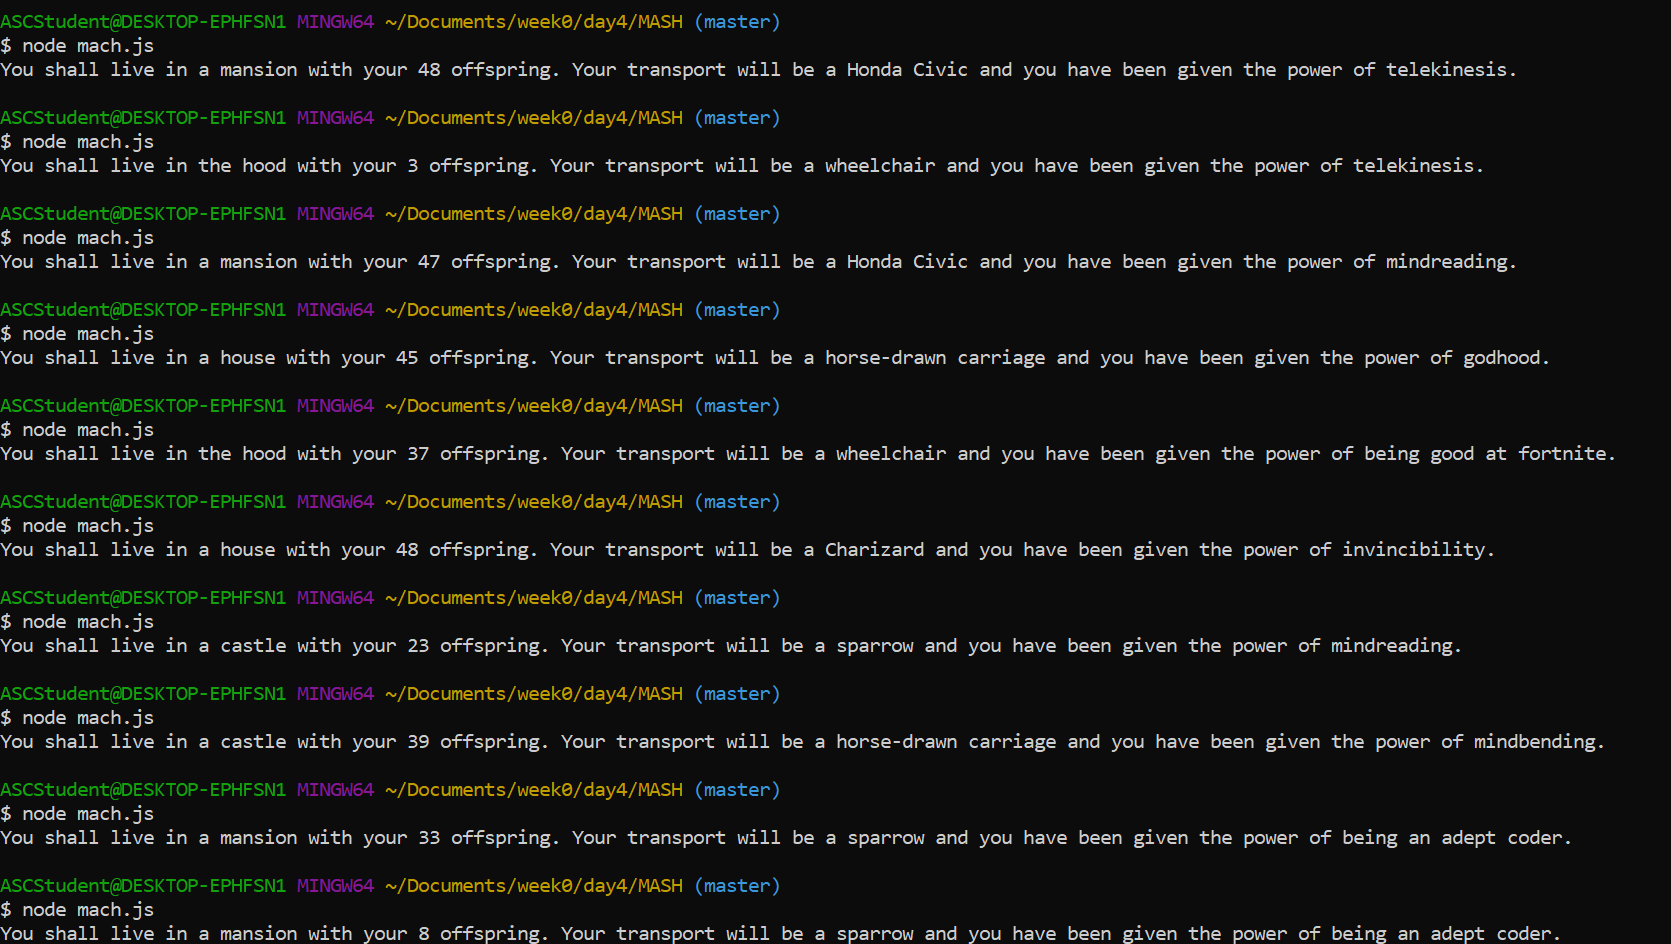 ASCStudent@DESKTOP-EPHFSN1 MINGW64 ~/Documents/week0/day4/MASH (master)
$ node mach.js
You shall live in a mansion with your 48 offspring. Your transport will be a Honda Civic and you have been given the power of telekinesis.
ASCStudent@DESKTOP-EPHFSN1 MINGW64 ~/Documents/week0/day4/MASH (master)
$ node mach.js
You shall live in the hood with your 3 offspring. Your transport will be a wheelchair and you have been given the power of telekinesis.
ASCStudent@DESKTOP-EPHFSN1 MINGW64 ~/Documents/week0/day4/MASH (master)
$ node mach.js
You shall live in a mansion with your 47 offspring. Your transport will be a Honda Civic and you have been given the power of mindreading.
ASCStudent@DESKTOP-EPHFSN1 MINGW64 ~/Documents/week0/day4/MASH (master)
$ node mach.js
You shall live in a house with your 45 offspring. Your transport will be a horse-drawn carriage and you have been given the power of godhood.
ASCStudent@DESKTOP-EPHFSN1 MINGW64 ~/Documents/week0/day4/MASH (master)
$ node mach.js
You shall live in the hood with your 37 offspring. Your transport will be a wheelchair and you have been given the power of being good at fortnite.
ASCStudent@DESKTOP-EPHFSN1 MINGW64 ~/Documents/week0/day4/MASH (master)
$ node mach.js
You shall live in a house with your 48 offspring. Your transport will be a Charizard and you have been given the power of invincibility.
ASCStudent@DESKTOP-EPHFSN1 MINGW64 ~/Documents/week0/day4/MASH (master)
$ node mach.js
You shall live in a castle with your 23 offspring. Your transport will be a sparrow and you have been given the power of mindreading.
ASCStudent@DESKTOP-EPHFSN1 MINGW64 ~/Documents/week0/day4/MASH (master)
$ node mach.js
You shall live in a castle with your 39 offspring. Your transport will be a horse-drawn carriage and you have been given the power of mindbending.
ASCStudent@DESKTOP-EPHFSN1 MINGW64 ~/Documents/week0/day4/MASH (master)
$ node mach.js
You shall live in a mansion with your 33 offspring. Your transport will be a sparrow and you have been given the power of being an adept coder.
ASCStudent@DESKTOP-EPHFSN1 MINGW64 ~/Documents/week0/day4/MASH (master)
$ node mach.js
You shall live in a mansion with your 8 offspring. Your transport will be a sparrow and you have been given the power of being an adept coder.